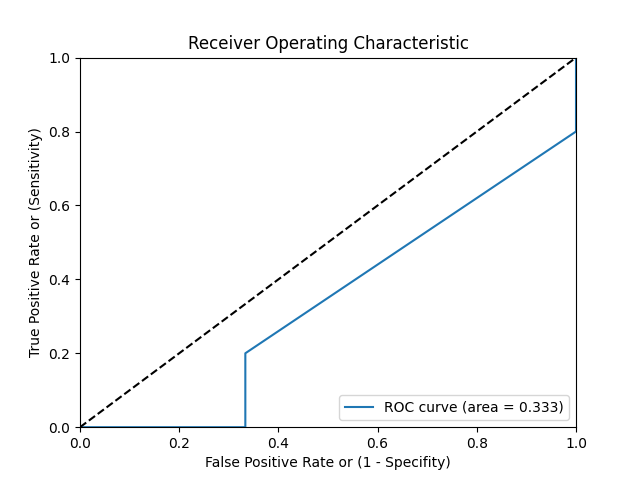 Receiver Operating Characteristic
1.0
0.8
0.6
0.4
0.2
0.0
True Positive Rate or (Sensitivity)
ROC curve (area = 0.333)
0.0 0.2 0.4 0.6 0.8 1.0
False Positive Rate or (1 - Specifity)